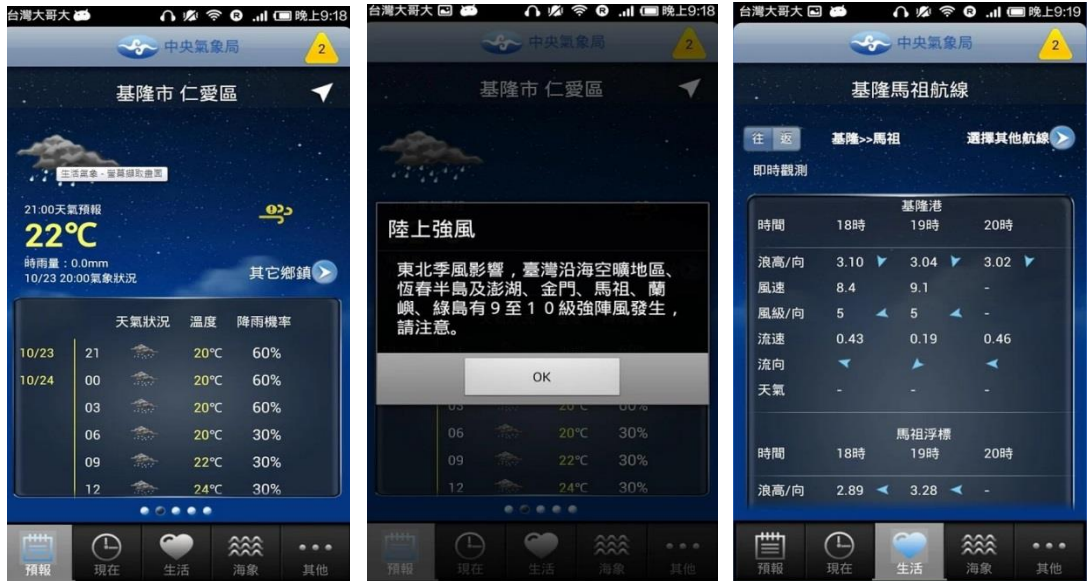 台灣大哥大 晚上9:18
中央氣象局 2
基隆市 仁愛區
生活氣象 - 螢幕擷取畫面
21:00天氣預報
22℃
時雨量：0.0mm
10/23 20:00氣象狀況
其它鄉鎮
天氣狀況 溫度 降雨機率
10/23 21 20℃ 60%
10/24 00 20℃ 60%
03 20℃ 60%
06 20℃ 30%
09 22℃ 30%
12 24℃ 30%
預報 現在 生活 海象 其他
台灣大哥大 晚上9:18
中央氣象局 2
基隆市 仁愛區
陸上強風
東北季風影響，臺灣沿海空曠地區、
恆春半島及澎湖、金門、馬祖、蘭
嶼、綠島有９至１０級強陣風發生，
請注意。
OK
03 20℃ 60%
06 20℃ 30%
09 22℃ 30%
12 24℃ 30%
預報 現在 生活 海象 其他
台灣大哥大 晚上9:19
中央氣象局 2
基隆馬祖航線
往 返 基隆>>馬祖 選擇其他航線
即時觀測
基隆港
時間 18時 19時 20時
浪高/向 3.10 3.04 3.02
風速 8.4 9.1 -
風級/向 5 5 -
流速 0.43 0.19 0.46
流向
天氣 - - -
馬祖浮標
時間 18時 19時 20時
浪高/向 2.89 3.28 -
預報 現在 生活 海象 其他